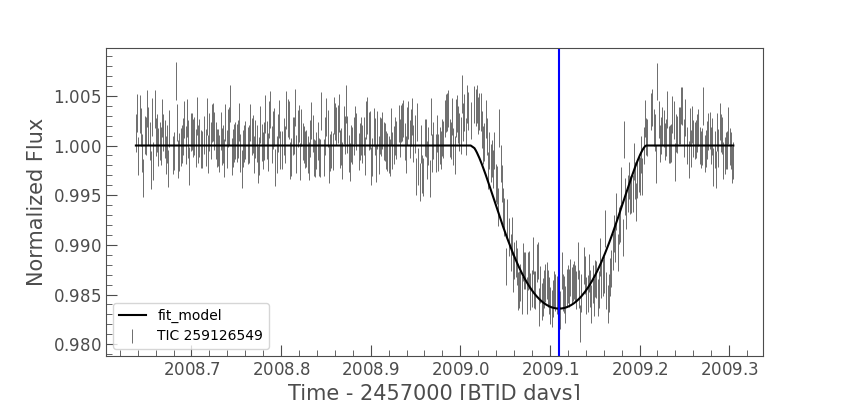 Normalized Flux
1.005
1.000
0.995
0.990
0.985
0.980
fit_model
TIC 259126549
2008.7 2008.8 2008.9 2009.0 2009.1 2009.2 2009.3
Time - 2457000 [BTJD days]